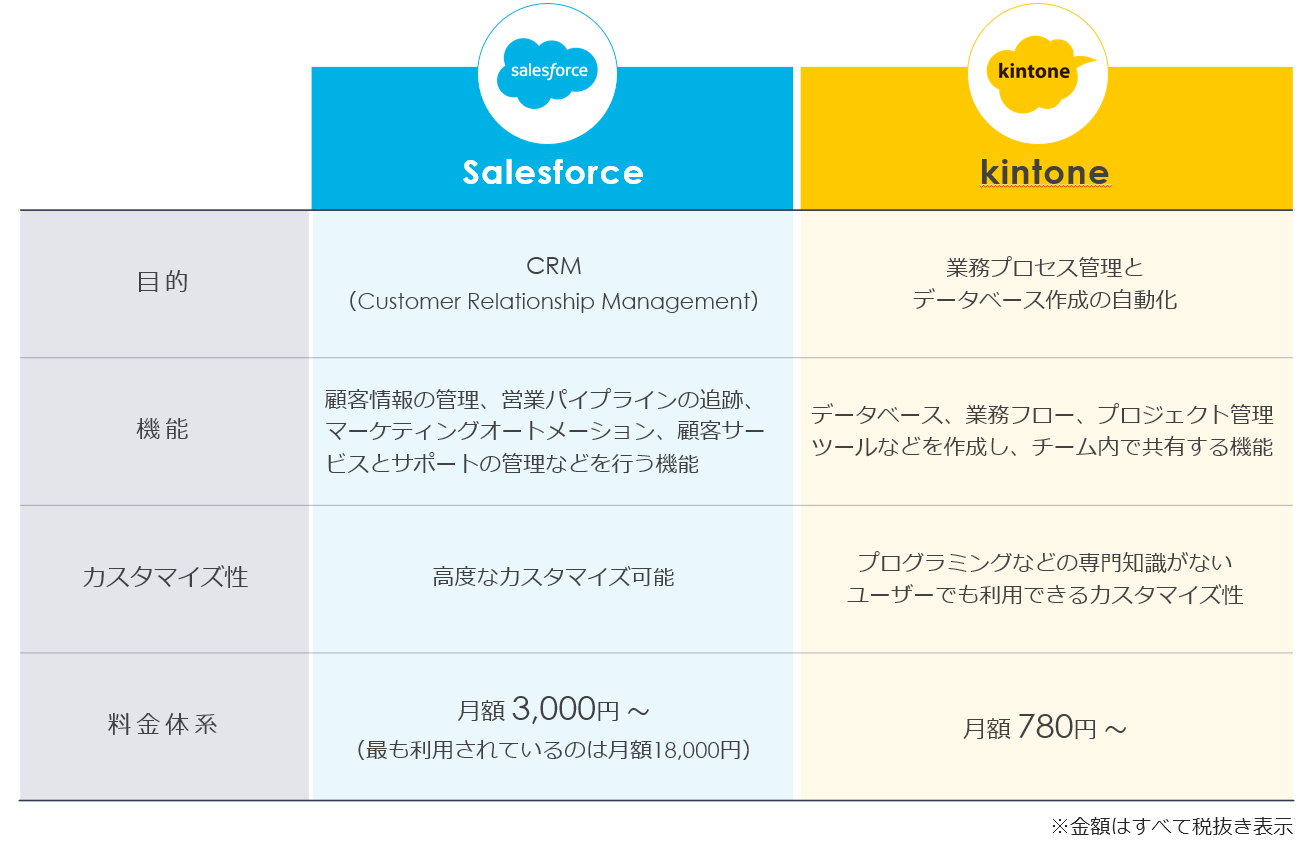 salesforce
kintone
Salesforce
kintone
目的
CRM
（Customer Relationship Management）
業務プロセス管理と
データベース作成の自動化
機能
顧客情報の管理、営業パイプラインの追跡、
マーケティングオートメーション、顧客サー
ビスとサポートの管理などを行う機能
データベース、業務フロー、プロジェクト管理
ツールなどを作成し、チーム内で共有する機能
カスタマイズ性
高度なカスタマイズ可能
プログラミングなどの専門知識がない
ユーザーでも利用できるカスタマイズ性
料金体系
月額 3,000円 ～
（最も利用されているのは月額18,000円）
月額 780円 ～
※金額はすべて税抜き表示